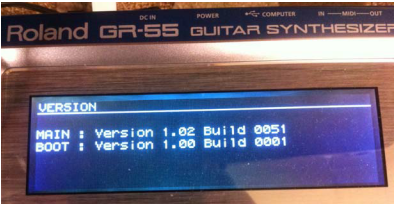 DC IN POWER COMPUTER IN MIDI OUT
Roland GR-55 GUITAR SYNTHESIZER
VERSION
MAIN : Version 1.02 Build 0051
BOOT : Version 1.00 Build 0001